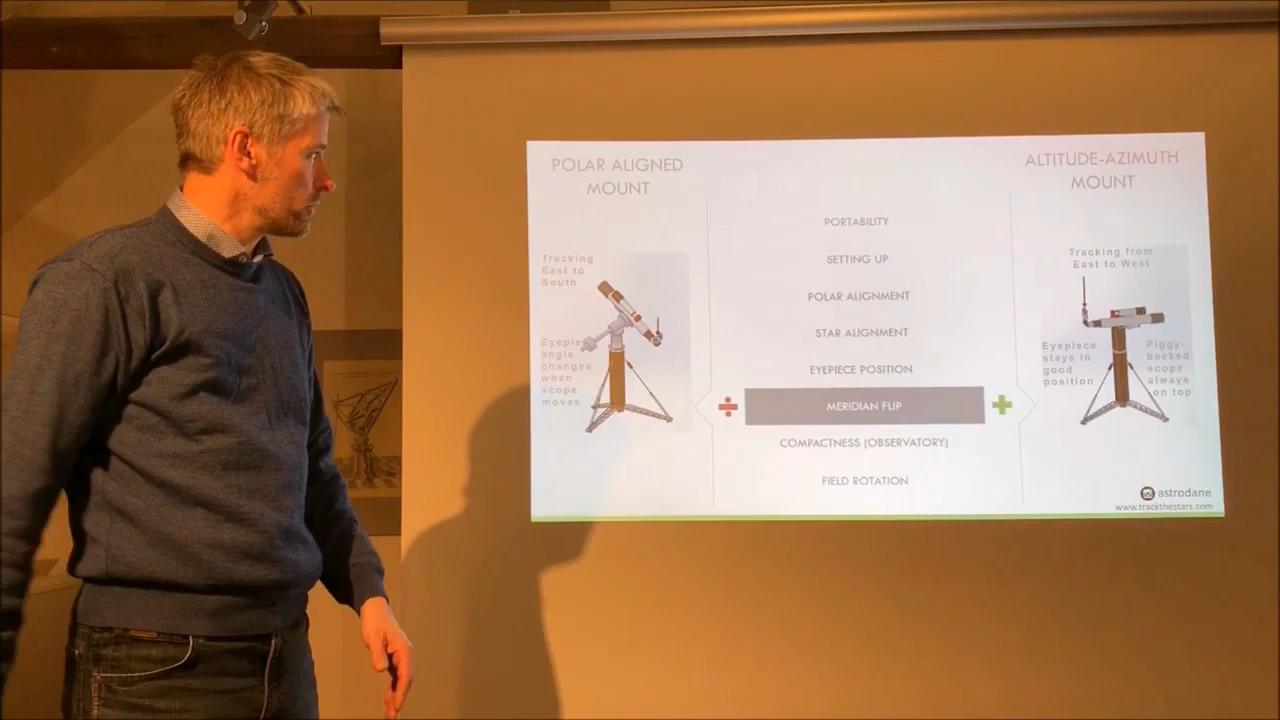 POLAR ALIGNED
MOUNT
Tracking
East to
South
Eyepiece
angle
changes
when
scope
moves
PORTABILITY
SETTING UP
POLAR ALIGNMENT
STAR ALIGNMENT
EYEPIECE POSITION
MERIDIAN FLIP
COMPACTNESS (OBSERVATORY)
FIELD ROTATION
ALTITUDE-AZIMUTH
MOUNT
Tracking from
East to West
Eyepiece
stays in
good
position
Piggy-
backed
scope
always
on top
astrodane
www.trackthestars.com